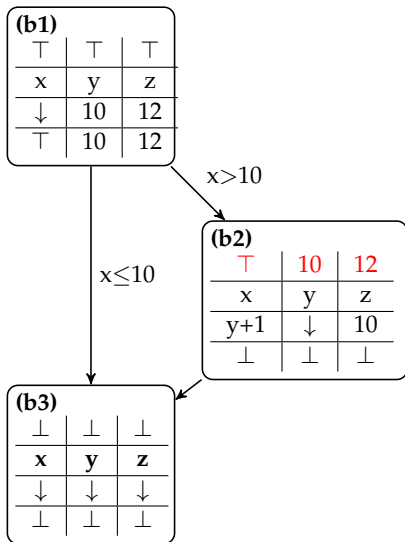 (b1)
⊤ ⊤ ⊤
x y z
↓ 10 12
⊤ 10 12
x>10
(b2)
⊤ 10 12
x y z
y+1 ↓ 10
⊥ ⊥ ⊥
x≤10
(b3)
⊥ ⊥ ⊥
x y z
↓ ↓ ↓
⊥ ⊥ ⊥